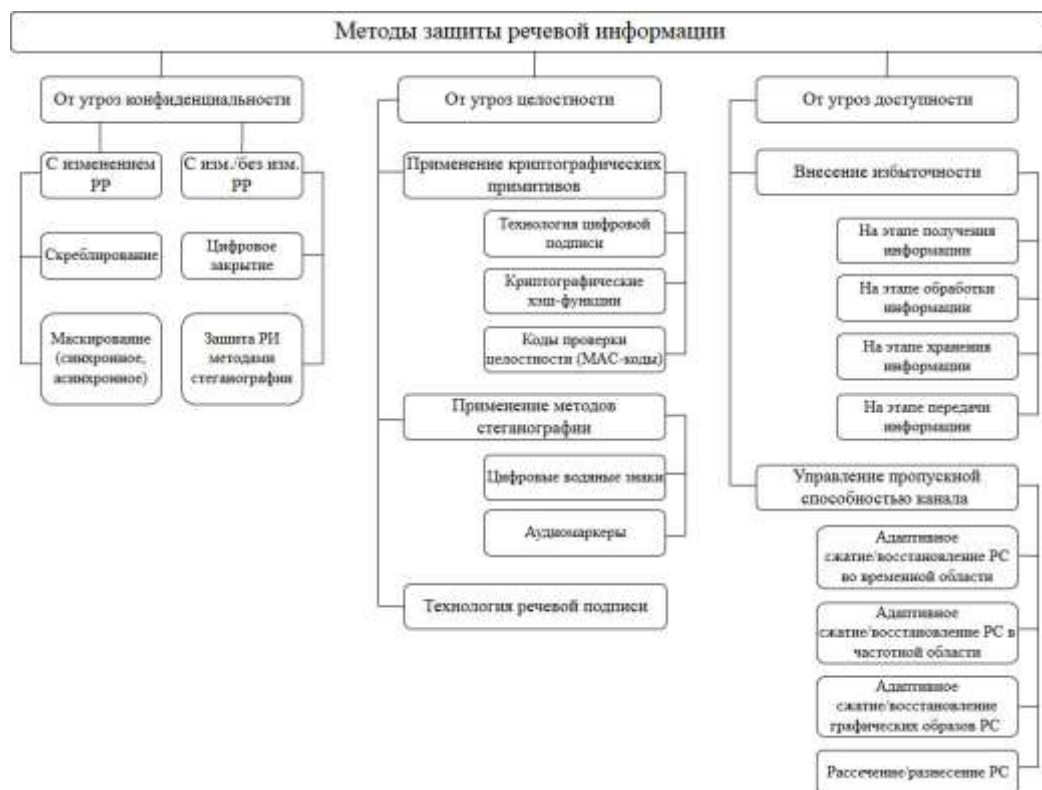 Методы защиты речевой информации
От угроз конфиденциальности
С изменением
РР
С изм./без изм.
РР
Скреблирование
Цифровое
закрытие
Маскирование
(синхронное,
асинхронное)
Зашита РИ
методами
стеганографии
От угроз целостности
Применение криптографических
примитивов
Технология цифровой
подписи
Криптографические
хэш-функции
Коды проверки
целостности (МАС-коды)
Применение методов
стеганографии
Цифровые водяные знаки
Аудиомаркеры
Технология речевой подписи
От угроз доступности
Внесение избыточности
На этапе получения
информации
На этапе обработки
информации
На этапе хранения
информации
На этапе передачи
информации
Управление пропускной
способностью канала
Адаптивное
сжатие/восстановление РС
во временной области
Адаптивное
сжатие/восстановление РС в
частотной области
Адаптивное
сжатие/восстановление
графических образов РС
Рассечение/разнесение РС